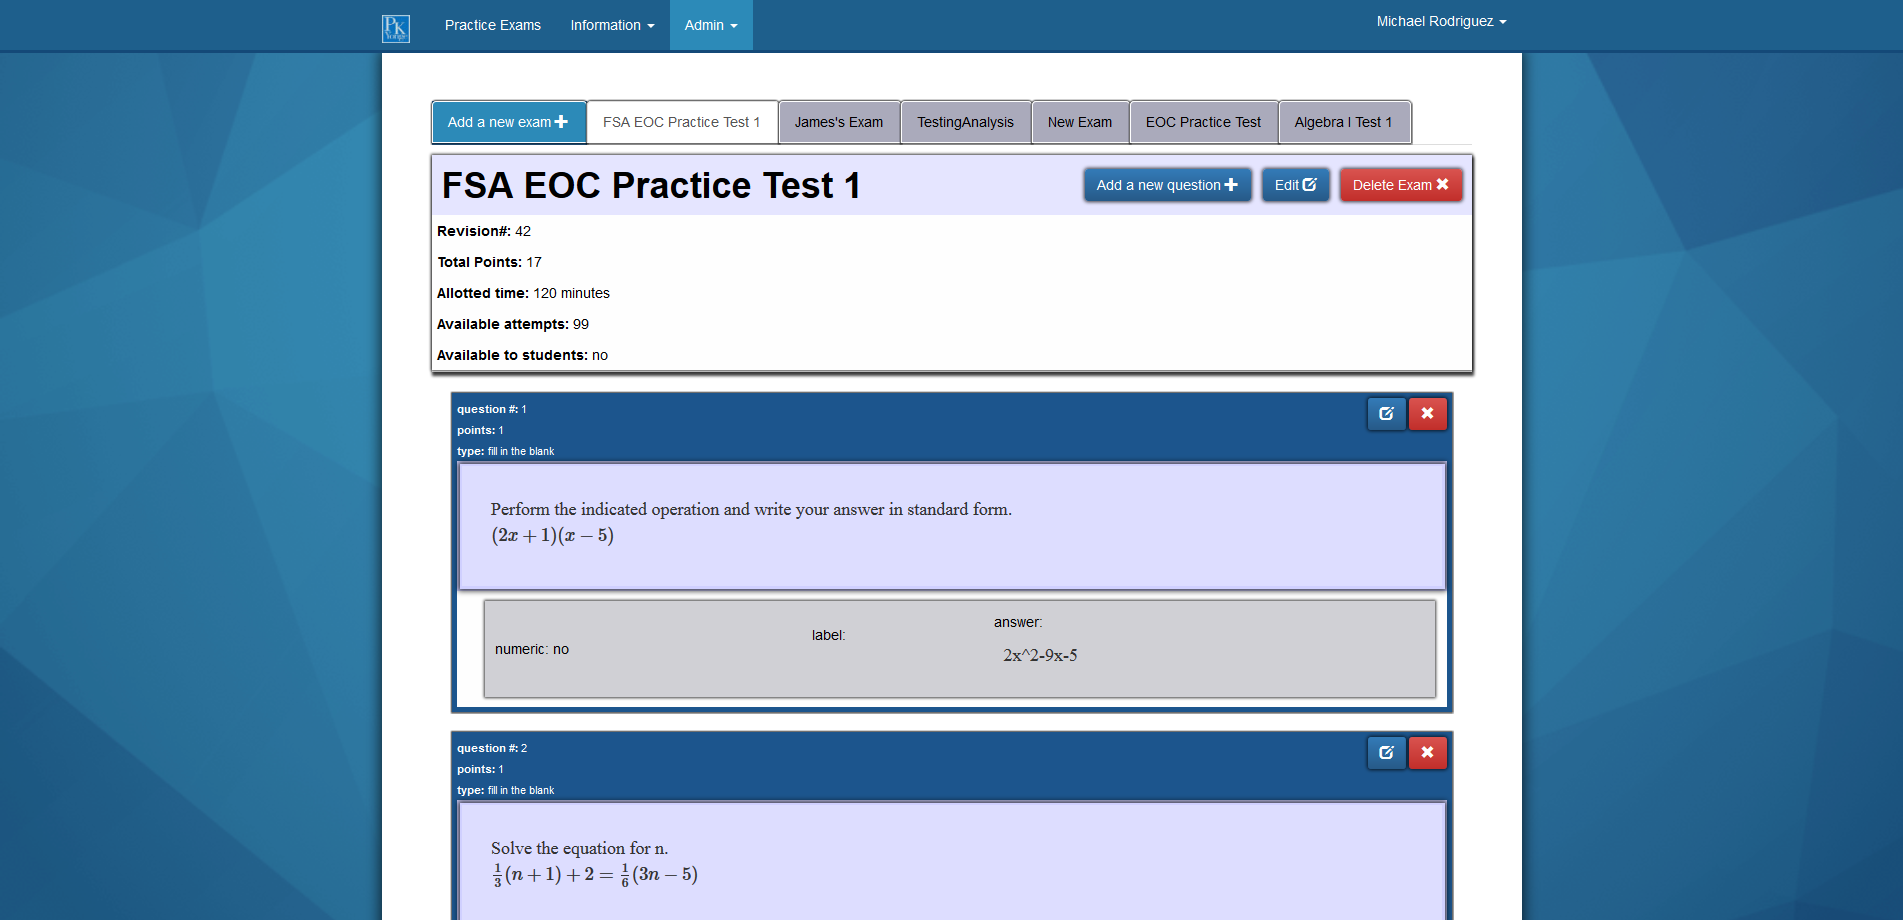 PK Yonge
Practice Exams Information Admin
Michael Rodriguez
Add a new exam FSA EOC Practice Test 1 James's Exam TestingAnalysis New Exam EOC Practice Test Algebra I Test 1
FSA EOC Practice Test 1
Add a new question Edit Delete Exam
Revision#: 42
Total Points: 17
Allotted time: 120 minutes
Available attempts: 99
Available to students: no
question #: 1
points: 1
type: fill in the blank
Perform the indicated operation and write your answer in standard form.
(2x + 1)(x − 5)
numeric: no
label:
answer:
2x^2-9x-5
question #: 2
points: 1
type: fill in the blank
Solve the equation for n.
1/3(n + 1) + 2 = 1/6(3n − 5)